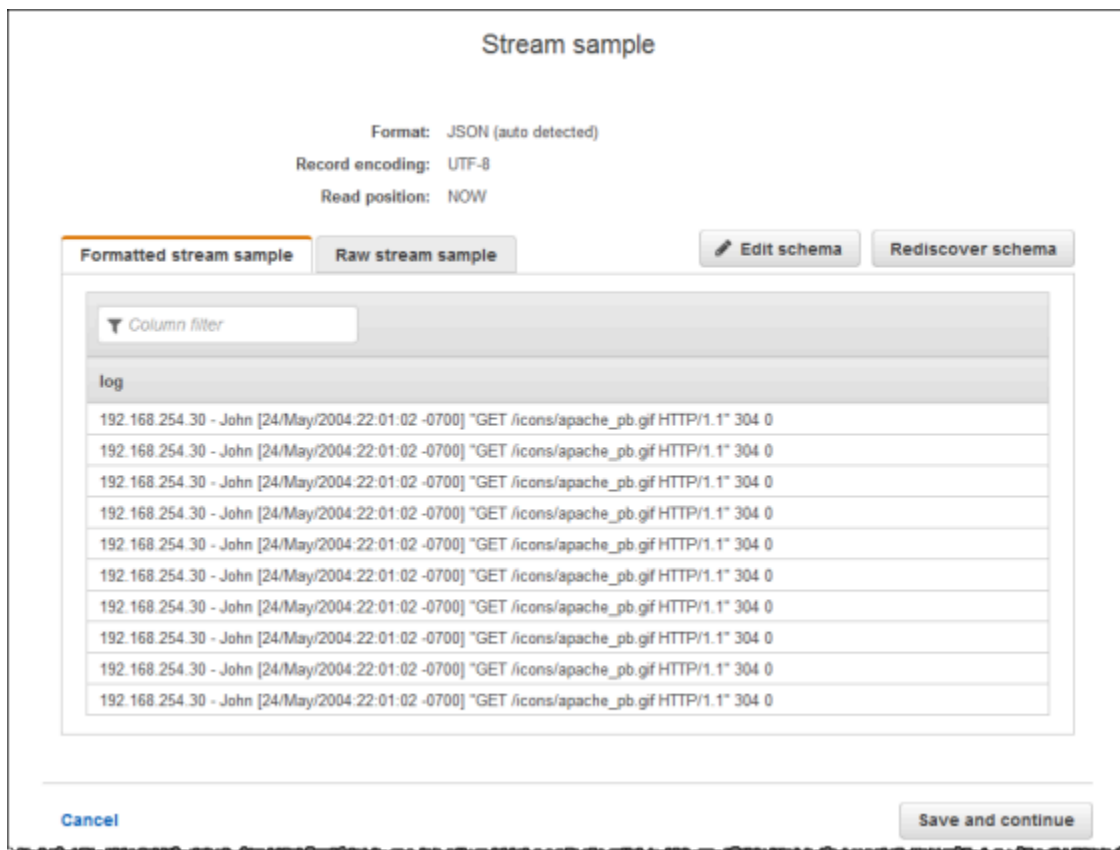 Stream sample
Format: JSON (auto detected)
Record encoding: UTF-8
Read position: NOW
Formatted stream sample Raw stream sample Edit schema Rediscover schema
Column filter
log
192.168.254.30 - John [24/May/2004:22:01:02 -0700] "GET /icons/apache_pb.gif HTTP/1.1" 304 0
192.168.254.30 - John [24/May/2004:22:01:02 -0700] "GET /icons/apache_pb.gif HTTP/1.1" 304 0
192.168.254.30 - John [24/May/2004:22:01:02 -0700] "GET /icons/apache_pb.gif HTTP/1.1" 304 0
192.168.254.30 - John [24/May/2004:22:01:02 -0700] "GET /icons/apache_pb.gif HTTP/1.1" 304 0
192.168.254.30 - John [24/May/2004:22:01:02 -0700] "GET /icons/apache_pb.gif HTTP/1.1" 304 0
192.168.254.30 - John [24/May/2004:22:01:02 -0700] "GET /icons/apache_pb.gif HTTP/1.1" 304 0
192.168.254.30 - John [24/May/2004:22:01:02 -0700] "GET /icons/apache_pb.gif HTTP/1.1" 304 0
192.168.254.30 - John [24/May/2004:22:01:02 -0700] "GET /icons/apache_pb.gif HTTP/1.1" 304 0
192.168.254.30 - John [24/May/2004:22:01:02 -0700] "GET /icons/apache_pb.gif HTTP/1.1" 304 0
192.168.254.30 - John [24/May/2004:22:01:02 -0700] "GET /icons/apache_pb.gif HTTP/1.1" 304 0
Cancel Save and continue